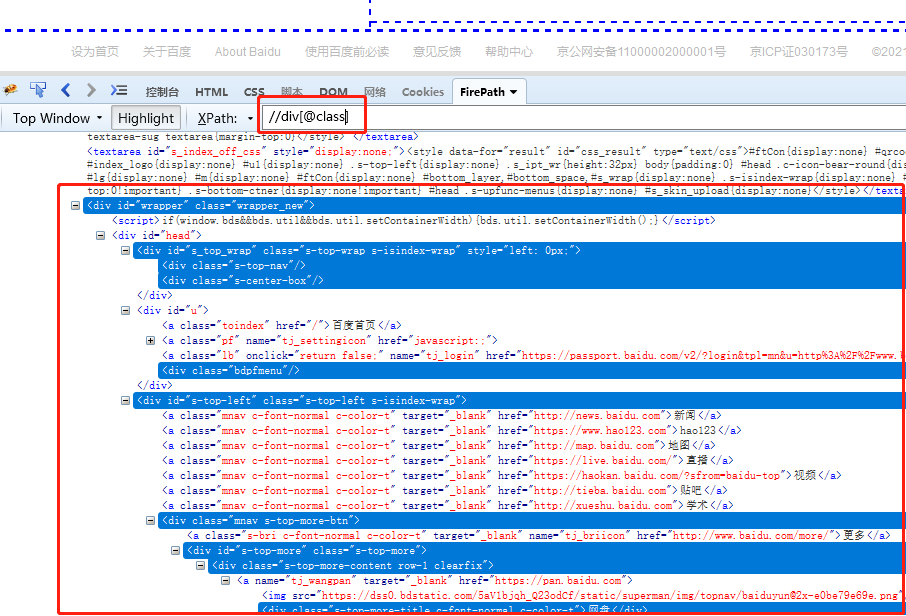 设为首页 关于百度 About Baidu 使用百度前必读 意见反馈 帮助中心 京公网安备11000002000001号 京ICP证030173号 ©2021
控制台 HTML CSS 脚本 DOM 网络 Cookies FirePath
Top Window Highlight XPath: //div[@class]
textarea-sug textarea{margin-top:0}</style> </textarea>
<textarea id="s_index_off_css" style="display:none;"><style data-for="result" id="css_result" type="text/css">#ftCon{display:none} #qrco
#index_logo{display:none} #u1{display:none} .s-top-left{display:none} .s_ipt_wr{height:32px} body{padding:0} #head .c-icon-bear-round{di
#lg{display:none} #m{display:none} #ftCon{display:none} #bottom_layer,#bottom_space,#s_wrap{display:none} .s-isindex-wrap{display:none}
top:0!important} .s-bottom-ctner{display:none!important} #head .s-upfunc-menus{display:none} #s_skin_upload{display:none}</style></texta
<div id="wrapper" class="wrapper_new">
<script>if(window.bds&&bds.util&&bds.util.setContainerWidth){bds.util.setContainerWidth();}</script>
<div id="head">
<div id="s_top_wrap" class="s-top-wrap s-isindex-wrap" style="left: 0px;">
<div class="s-top-nav"/>
<div class="s-center-box"/>
</div>
<div id="u">
<a class="toindex" href="/">百度首页</a>
<a class="pf" name="tj_settingicon" href="javascript:;">
<a class="lb" onclick="return false;" name="tj_login" href="https://passport.baidu.com/v2/?login&tpl=mn&u=http%3A%2F%2Fwww.b
<div class="bdpfmenu"/>
</div>
<div id="s-top-left" class="s-top-left s-isindex-wrap">
<a class="mnav c-font-normal c-color-t" target="_blank" href="http://news.baidu.com">新闻</a>
<a class="mnav c-font-normal c-color-t" target="_blank" href="https://www.hao123.com">hao123</a>
<a class="mnav c-font-normal c-color-t" target="_blank" href="http://map.baidu.com">地图</a>
<a class="mnav c-font-normal c-color-t" target="_blank" href="https://live.baidu.com/">直播</a>
<a class="mnav c-font-normal c-color-t" target="_blank" href="https://haokan.baidu.com/?sfrom=baidu-top">视频</a>
<a class="mnav c-font-normal c-color-t" target="_blank" href="http://tieba.baidu.com">贴吧</a>
<a class="mnav c-font-normal c-color-t" target="_blank" href="http://xueshu.baidu.com">学术</a>
<div class="mnav s-top-more-btn">
<a class="s-bri c-font-normal c-color-t" target="_blank" name="tj_briicon" href="http://www.baidu.com/more/">更多</a>
<div id="s-top-more" class="s-top-more">
<div class="s-top-more-content row-1 clearfix">
<a name="tj_wangpan" target="_blank" href="https://pan.baidu.com">
<img src="https://dss0.bdstatic.com/5aV1bjqh_Q23odCf/static/superman/img/topnav/baiduyun@2x-e0be79e69e.png"
<div class="s-top-more-title c-font-normal c-color-t">网盘</div>